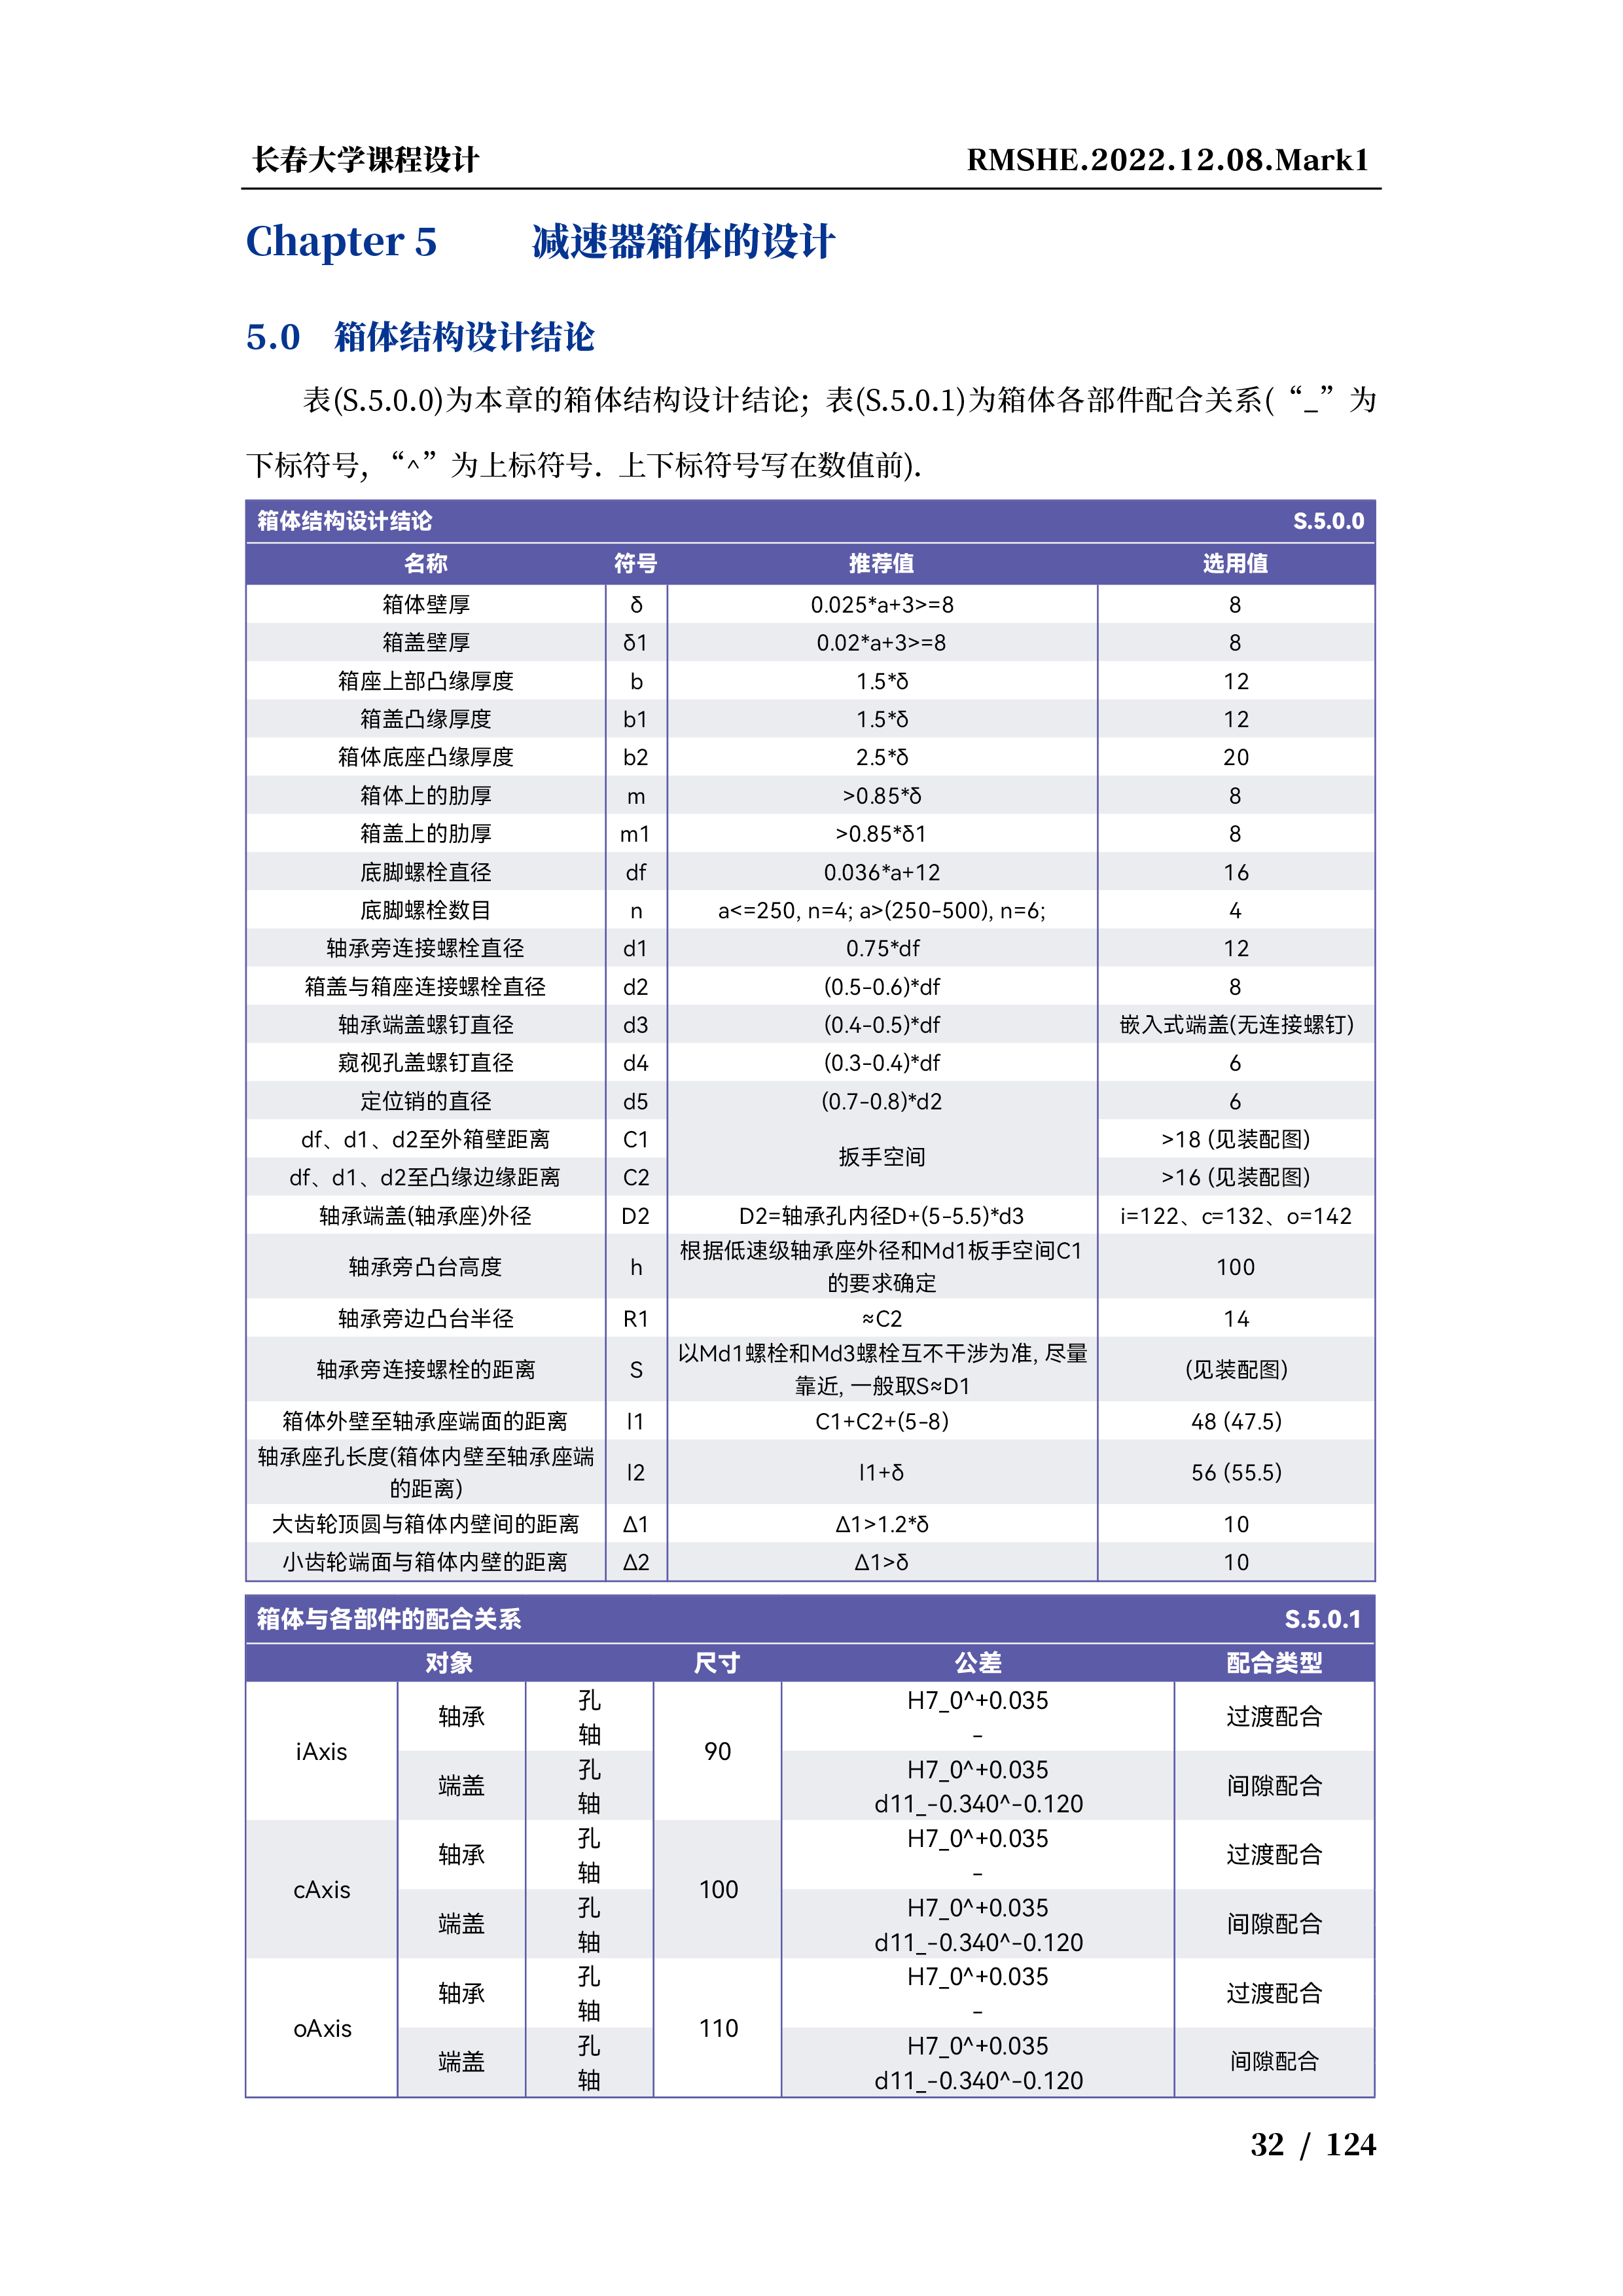 长春大学课程设计 RMSHE.2022.12.08.Mark1
Chapter 5 减速器箱体的设计
5.0 箱体结构设计结论
表(S.5.0.0)为本章的箱体结构设计结论; 表(S.5.0.1)为箱体各部件配合关系( “_” 为
下标符号, “^” 为上标符号. 上下标符号写在数值前).
箱体结构设计结论 S.5.0.0
名称 符号 推荐值 选用值
箱体壁厚 δ 0.025*a+3>=8 8
箱盖壁厚 δ1 0.02*a+3>=8 8
箱座上部凸缘厚度 b 1.5*δ 12
箱盖凸缘厚度 b1 1.5*δ 12
箱体底座凸缘厚度 b2 2.5*δ 20
箱体上的肋厚 m >0.85*δ 8
箱盖上的肋厚 m1 >0.85*δ1 8
底脚螺栓直径 df 0.036*a+12 16
底脚螺栓数目 n a<=250, n=4; a>(250-500), n=6; 4
轴承旁连接螺栓直径 d1 0.75*df 12
箱盖与箱座连接螺栓直径 d2 (0.5-0.6)*df 8
轴承端盖螺钉直径 d3 (0.4-0.5)*df 嵌入式端盖(无连接螺钉)
窥视孔盖螺钉直径 d4 (0.3-0.4)*df 6
定位销的直径 d5 (0.7-0.8)*d2 6
df、d1、d2至外箱壁距离 C1 扳手空间 >18 (见装配图)
df、d1、d2至凸缘边缘距离 C2 >16 (见装配图)
轴承端盖(轴承座)外径 D2 D2=轴承孔内径D+(5-5.5)*d3 i=122、c=132、o=142
轴承旁凸台高度 h 根据低速级轴承座外径和Md1板手空间C1
的要求确定 100
轴承旁边凸台半径 R1 ≈C2 14
轴承旁连接螺栓的距离 S 以Md1螺栓和Md3螺栓互不干涉为准, 尽量
靠近, 一般取S≈D1 (见装配图)
箱体外壁至轴承座端面的距离 l1 C1+C2+(5-8) 48 (47.5)
轴承座孔长度(箱体内壁至轴承座端
的距离) l2 l1+δ 56 (55.5)
大齿轮顶圆与箱体内壁间的距离 Δ1 Δ1>1.2*δ 10
小齿轮端面与箱体内壁的距离 Δ2 Δ1>δ 10
箱体与各部件的配合关系 S.5.0.1
对象 尺寸 公差 配合类型
iAxis 轴承 孔 90 H7_0^+0.035 过渡配合
轴 -
端盖 孔 H7_0^+0.035 间隙配合
轴 d11_-0.340^-0.120
cAxis 轴承 孔 100 H7_0^+0.035 过渡配合
轴 -
端盖 孔 H7_0^+0.035 间隙配合
轴 d11_-0.340^-0.120
oAxis 轴承 孔 110 H7_0^+0.035 过渡配合
轴 -
端盖 孔 H7_0^+0.035 间隙配合
轴 d11_-0.340^-0.120
32 / 124